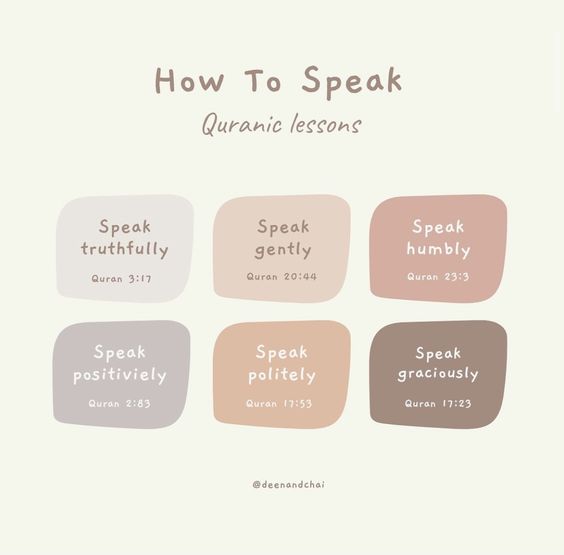 How To Speak
Quranic lessons
Speak
truthfully
Quran 3:17
Speak
gently
Quran 20:44
Speak
humbly
Quran 23:3
Speak
positiviely
Quran 2:83
Speak
politely
Quran 17:53
Speak
graciously
Quran 17:23
@deenandchai